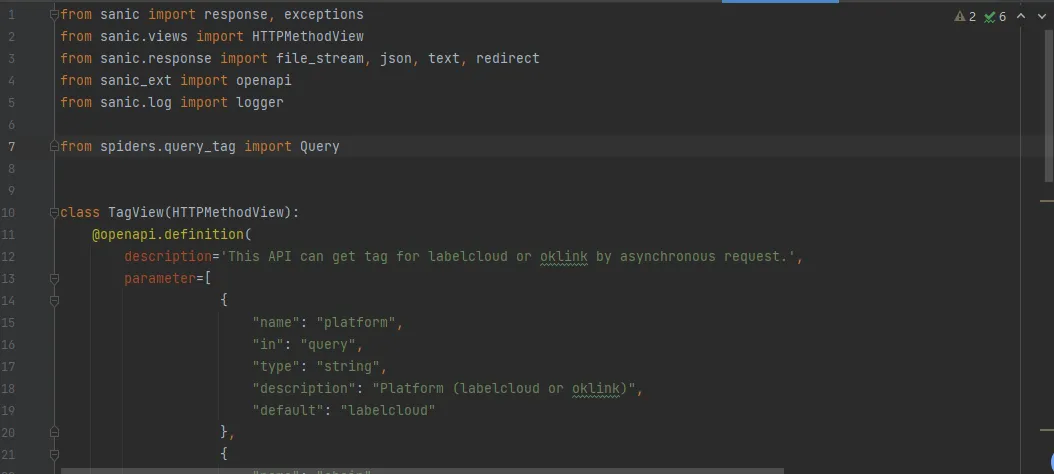 2 6
1 from sanic import response, exceptions
2 from sanic.views import HTTPMethodView
3 from sanic.response import file_stream, json, text, redirect
4 from sanic_ext import openapi
5 from sanic.log import logger
6
7 from spiders.query_tag import Query
8
9
10 class TagView(HTTPMethodView):
11 @openapi.definition(
12 description='This API can get tag for labelcloud or oklink by asynchronous request.',
13 parameter=[
14 {
15 "name": "platform",
16 "in": "query",
17 "type": "string",
18 "description": "Platform (labelcloud or oklink)",
19 "default": "labelcloud"
20 },
21 {